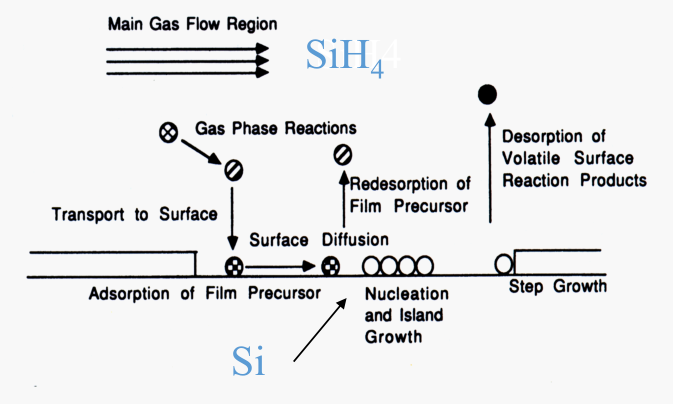 Main Gas Flow Region
SiH4
Gas Phase Reactions
Desorption of
Volatile Surface
Reaction Products
Redesorption of
Film Precursor
Transport to Surface
Surface Diffusion
Adsorption of Film Precursor
Nucleation
and Island
Growth
Step Growth
Si